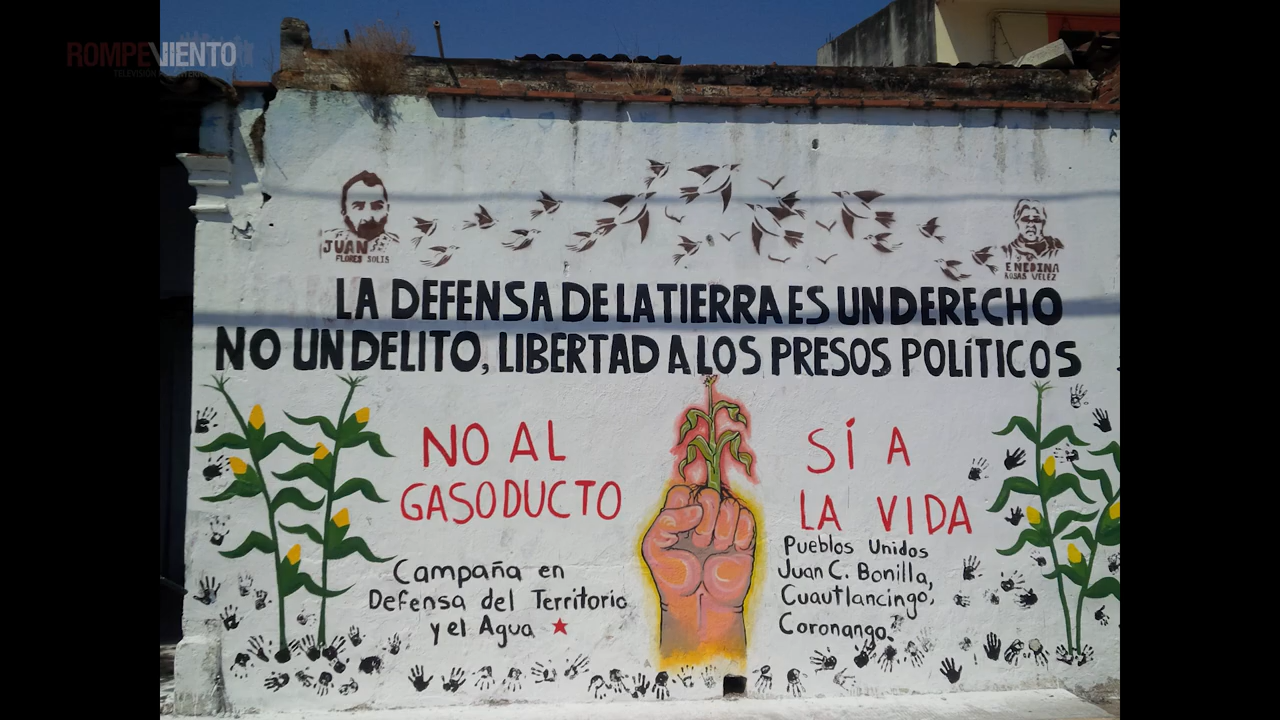 ROMPEVIENTO
JUAN
FLORES SOLIS
ENEDINA
ROSAS VELEZ
LA DEFENSA DE LA TIERRA ES UN DERECHO
NO UN DELITO, LIBERTAD A LOS PRESOS POLÍTICOS
NO AL
GASODUCTO
SÍ A
LA VIDA
Campaña en
Defensa del Territorio
y el Agua
Pueblos Unidos
Juan C. Bonilla,
Cuautlancingo,
Coronango.